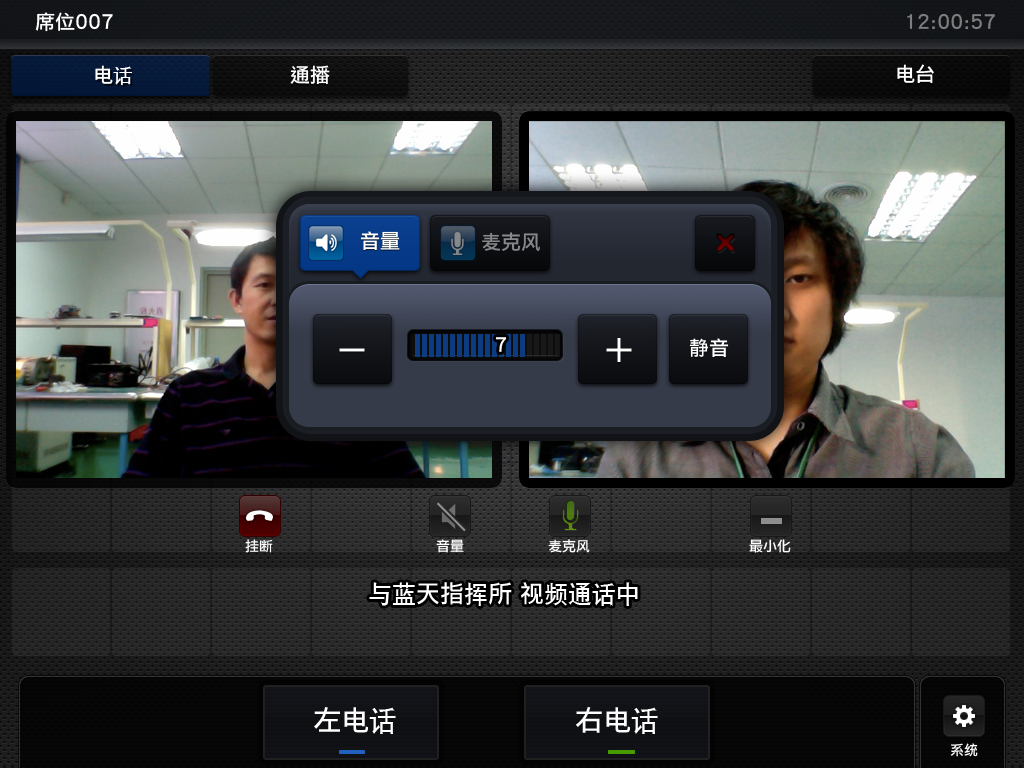 席位007
12:00:57
电话
通播
电台
音量
麦克风
7
静音
挂断
音量
麦克风
最小化
与蓝天指挥所 视频通话中
左电话
右电话
系统